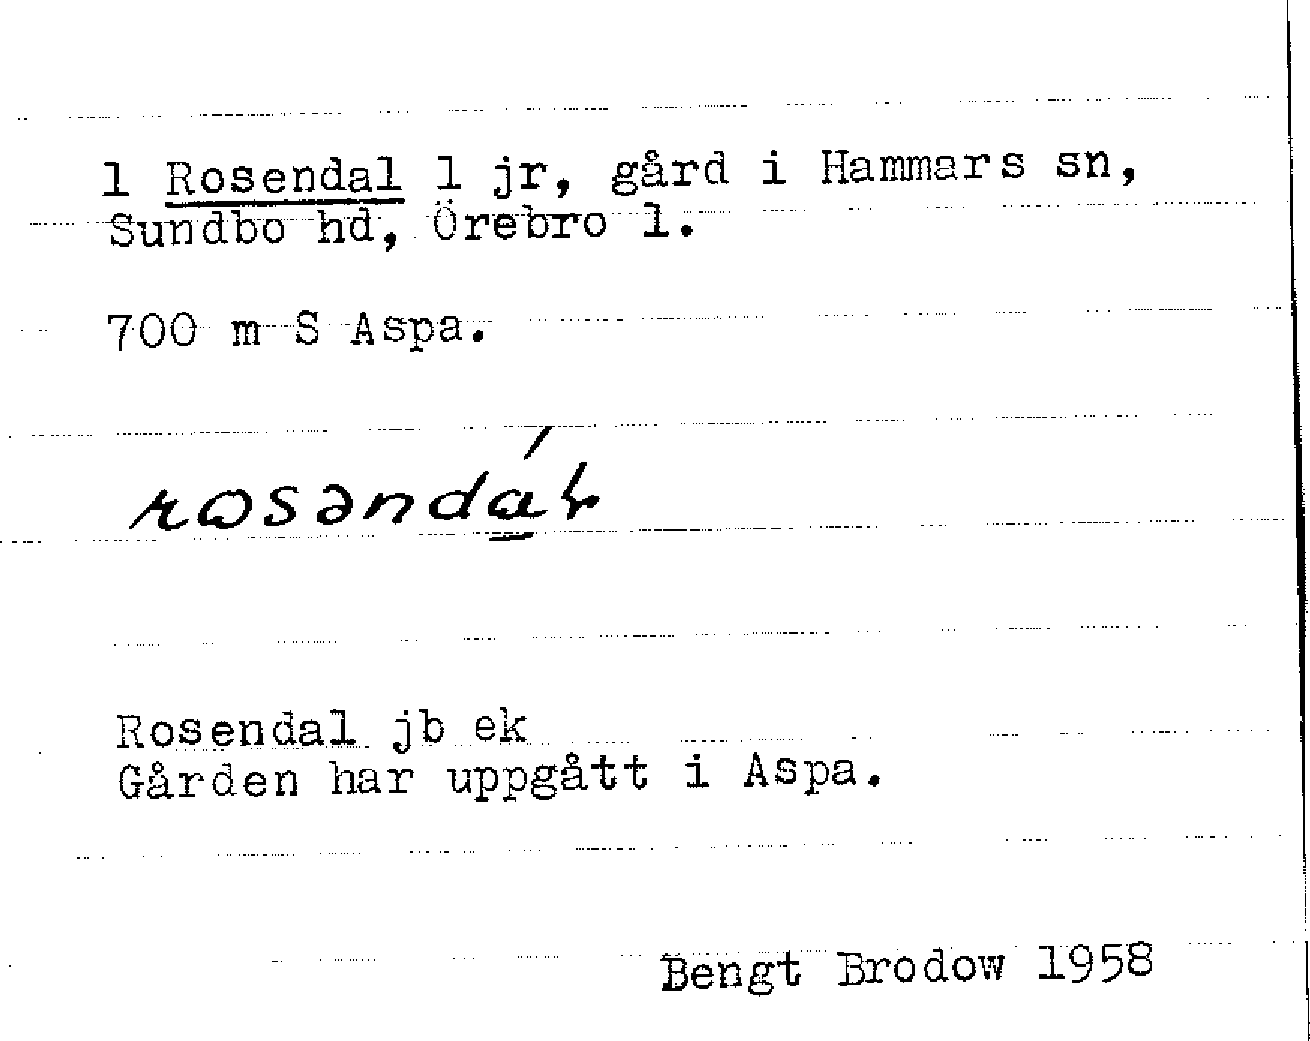 1 Rosendal 1 jr, gård i Hammars sn,
Sundbo hd, Örebro l.
700 m S Aspa.
Rosendal jb ek
Gården har uppgått i Aspa.
Bengt Brodow 1958